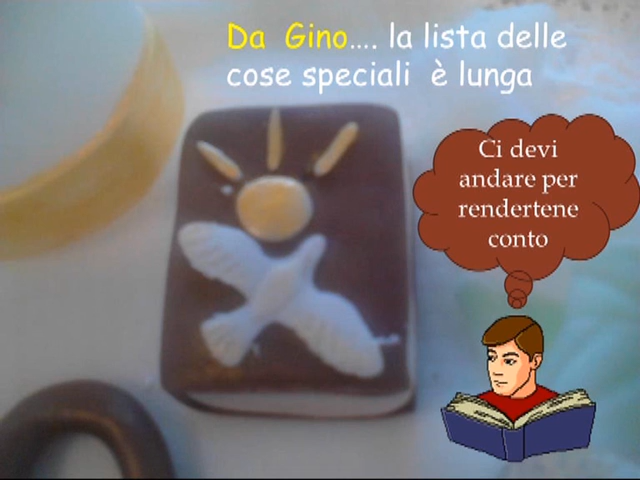 Da Gino.... la lista delle
cose speciali è lunga
Ci devi
andare per
rendertene
conto